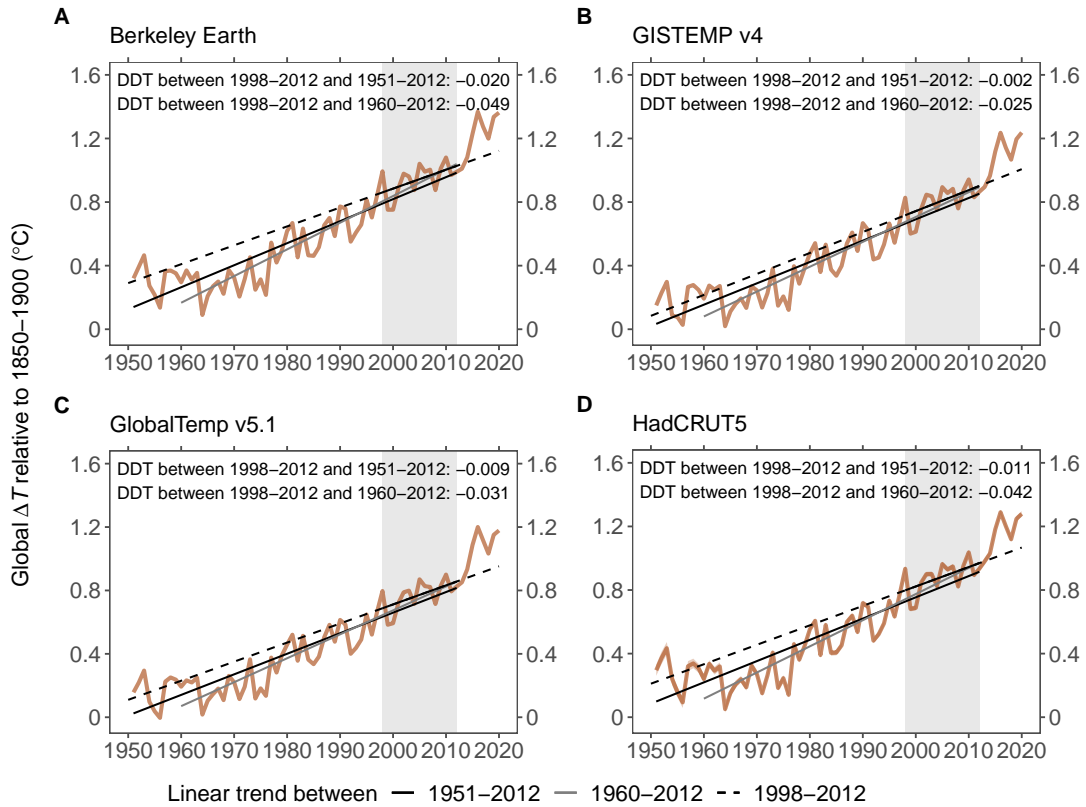 A
Berkeley Earth
DDT between 1998–2012 and 1951–2012: −0.020
DDT between 1998–2012 and 1960–2012: −0.049
1.6 1.6
1.2 1.2
0.8 0.8
0.4 0.4
0 0
1950 1960 1970 1980 1990 2000 2010 2020
B
GISTEMP v4
DDT between 1998–2012 and 1951–2012: −0.002
DDT between 1998–2012 and 1960–2012: −0.025
1.6 1.6
1.2 1.2
0.8 0.8
0.4 0.4
0 0
1950 1960 1970 1980 1990 2000 2010 2020
Global Δ T relative to 1850−1900 (°C)
C
GlobalTemp v5.1
DDT between 1998–2012 and 1951–2012: −0.009
DDT between 1998–2012 and 1960–2012: −0.031
1.6 1.6
1.2 1.2
0.8 0.8
0.4 0.4
0 0
1950 1960 1970 1980 1990 2000 2010 2020
D
HadCRUT5
DDT between 1998–2012 and 1951–2012: −0.011
DDT between 1998–2012 and 1960–2012: −0.042
1.6 1.6
1.2 1.2
0.8 0.8
0.4 0.4
0 0
1950 1960 1970 1980 1990 2000 2010 2020
Linear trend between 1951−2012 1960−2012 1998−2012